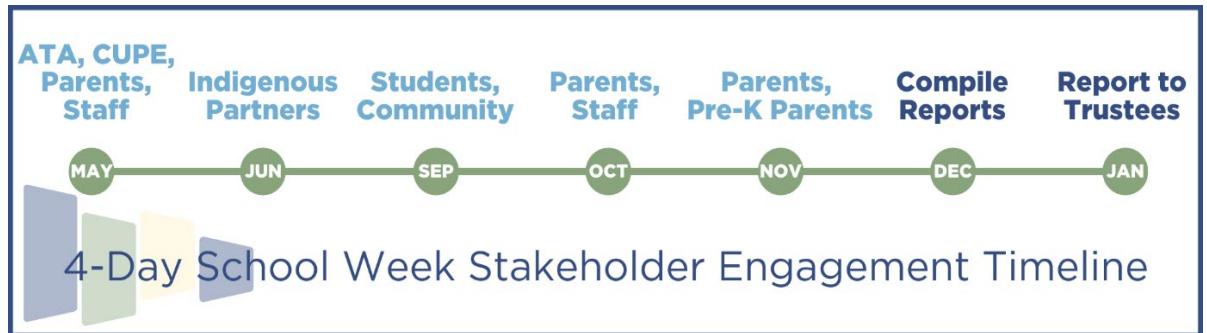 ATA, CUPE,
Parents,
Staff
Indigenous
Partners
Students,
Community
Parents,
Staff
Parents,
Pre-K Parents
Compile
Reports
Report to
Trustees
MAY
JUN
SEP
OCT
NOV
DEC
JAN
4-Day School Week Stakeholder Engagement Timeline